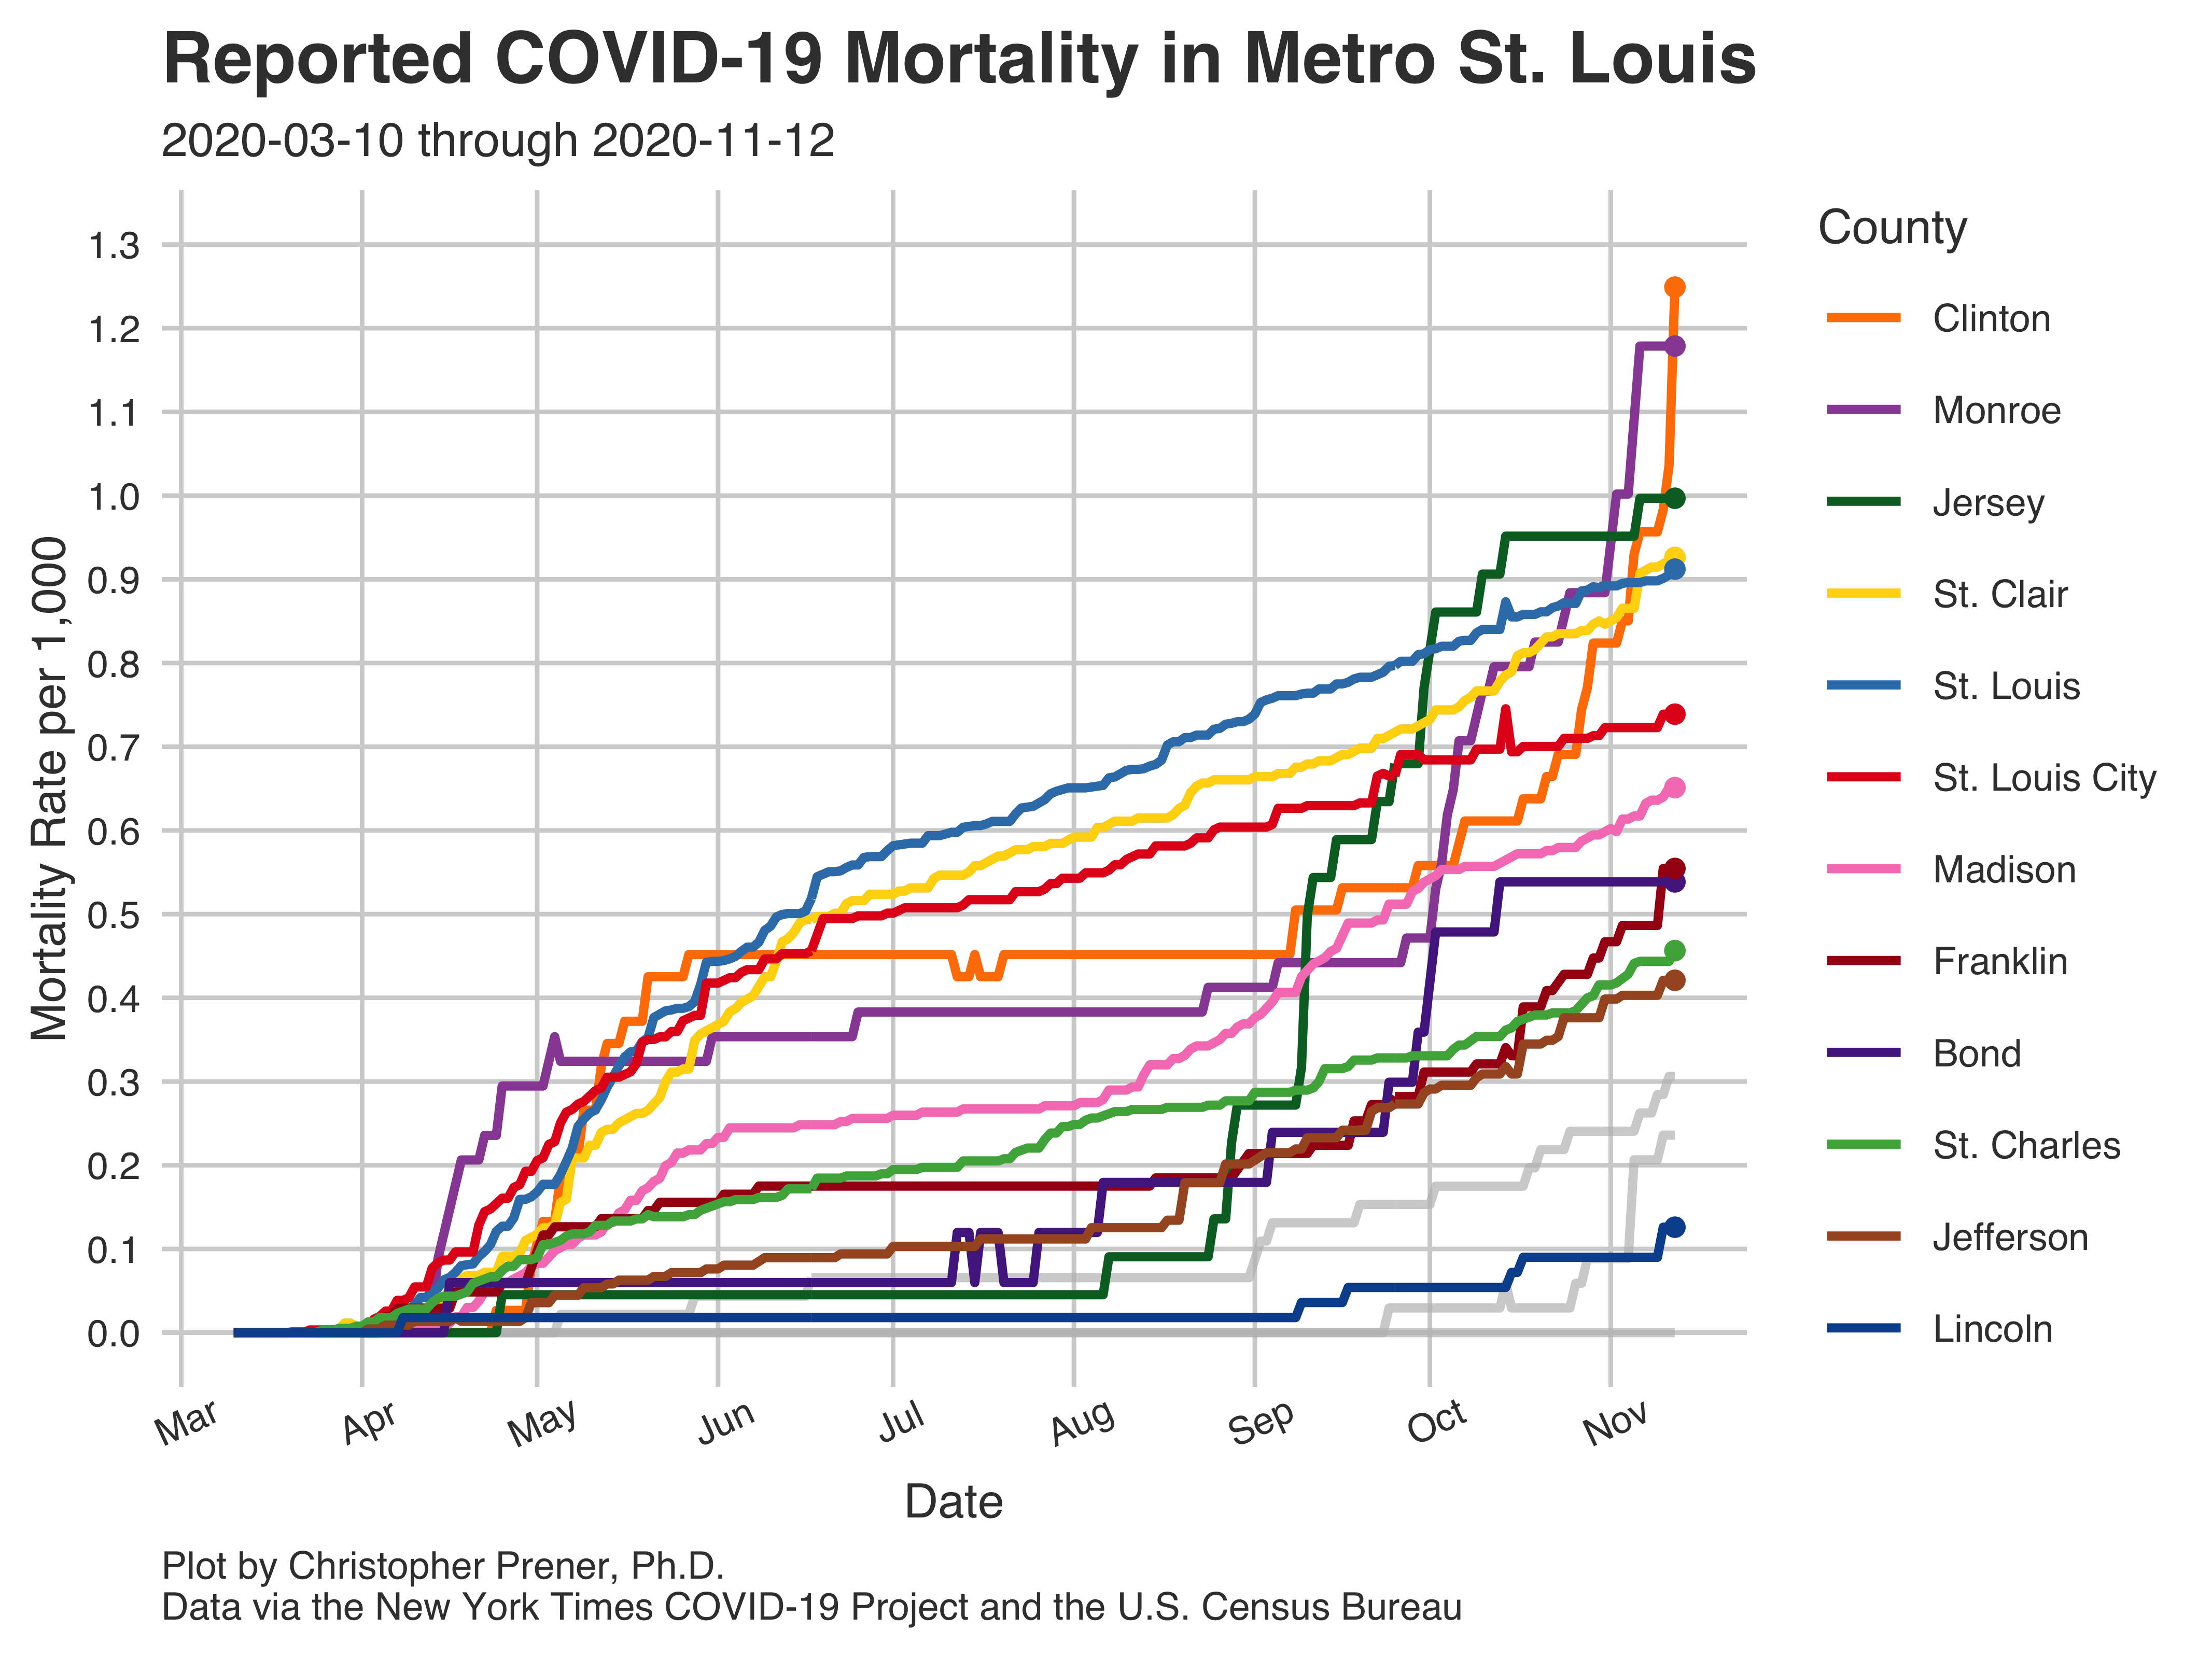 Reported COVID-19 Mortality in Metro St. Louis
2020-03-10 through 2020-11-12
Mortality Rate per 1,000
1.3
1.2
1.1
1.0
0.9
0.8
0.7
0.6
0.5
0.4
0.3
0.2
0.1
0.0
Mar
Apr
May
Jun
Jul
Aug
Sep
Oct
Nov
Date
County
Clinton
Monroe
Jersey
St. Clair
St. Louis
St. Louis City
Madison
Franklin
Bond
St. Charles
Jefferson
Lincoln
Plot by Christopher Prener, Ph.D.
Data via the New York Times COVID-19 Project and the U.S. Census Bureau